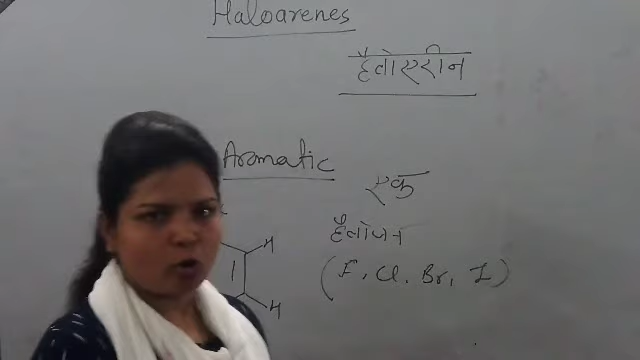 Haloarenes
हैलोएरीन
Aromatic
एक
हैलोजन
H
(F, Cl, Br, I)
H